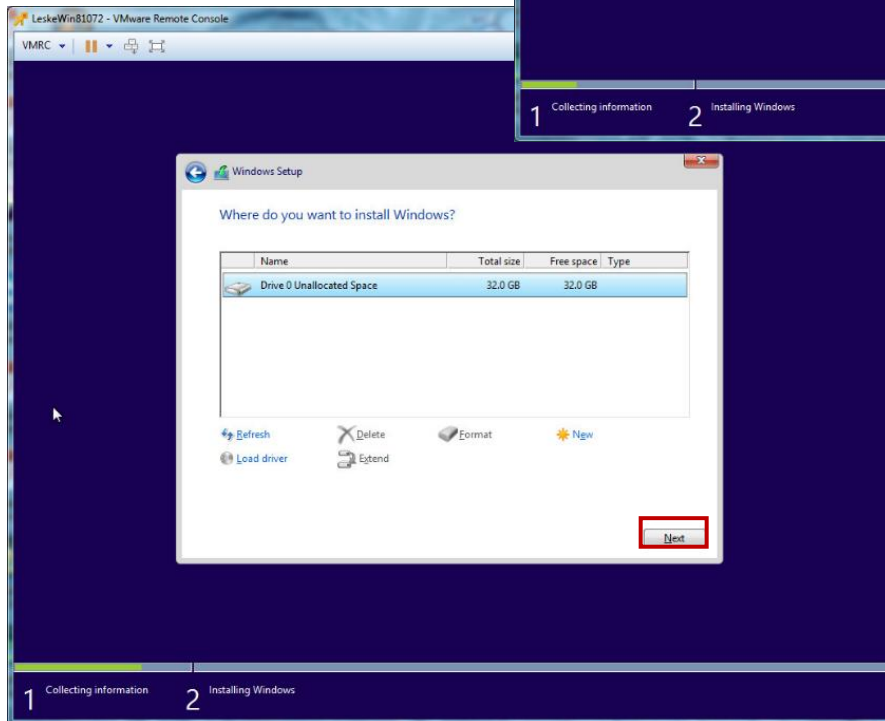 LeskeWin81072 - VMware Remote Console
VMRC
1 Collecting information 2 Installing Windows
Windows Setup
Where do you want to install Windows?
Name Total size Free space Type
Drive 0 Unallocated Space 32.0 GB 32.0 GB
Refresh Delete Format New
Load driver Extend
Next
1 Collecting information 2 Installing Windows